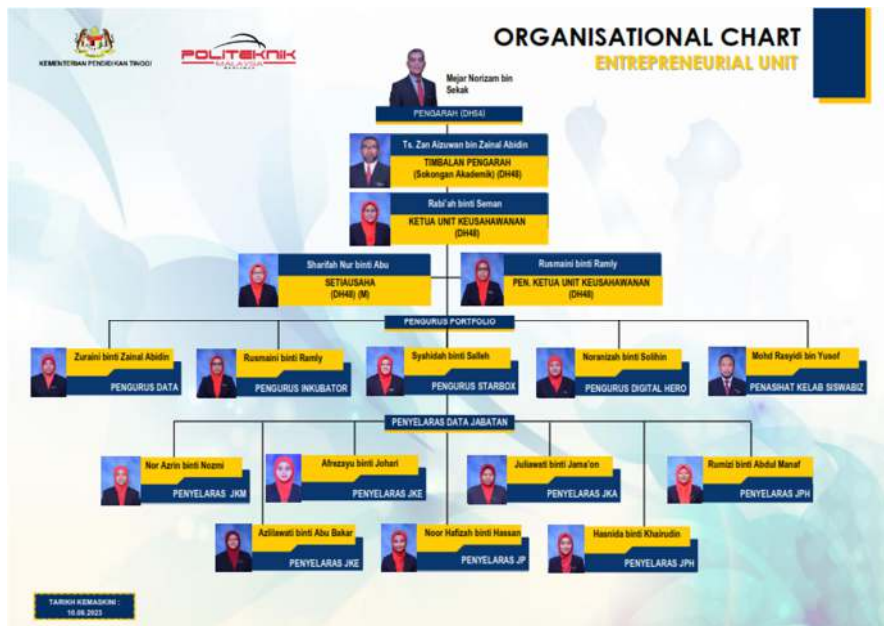 KEMENTERIAN PENDIDIKAN TINGGI
POLITEKNIK
MALAYSIA
ORGANISATIONAL CHART
ENTREPRENEURIAL UNIT
Mejar Norizam bin
Sekak
PENGARAH (DH54)
Ts. Zan Aizuwan bin Zainal Abidin
TIMBALAN PENGARAH
(Sokongan Akademik) (DH48)
Rabi'ah binti Seman
KETUA UNIT KEUSAHAWANAN
(DH48)
Sharifah Nur binti Abu
SETIAUSAHA
(DH48) (M)
Rusmaini binti Ramly
PEN. KETUA UNIT KEUSAHAWANAN
(DH48)
PENGURUS PORTFOLIO
Zuraini binti Zainal Abidin
PENGURUS DATA
Rusmaini binti Ramly
PENGURUS INKUBATOR
Syahidah binti Salleh
PENGURUS STARBOX
Noranizah binti Solihin
PENGURUS DIGITAL HERO
Mohd Rasyidi bin Yusof
PENASIHAT KELAB SISWABIZ
PENYELARAS DATA JABATAN
Nor Azrin binti Nozmi
PENYELARAS JKM
Afrezayu binti Johari
PENYELARAS JKE
Juliawati binti Jama'on
PENYELARAS JKA
Rumizi binti Abdul Manaf
PENYELARAS JPH
Azlilawati binti Abu Bakar
PENYELARAS JKE
Noor Hafizah binti Hassan
PENYELARAS JP
Hasnida binti Khairudin
PENYELARAS JPH
TARIKH KEMASKINI :
10.08.2023